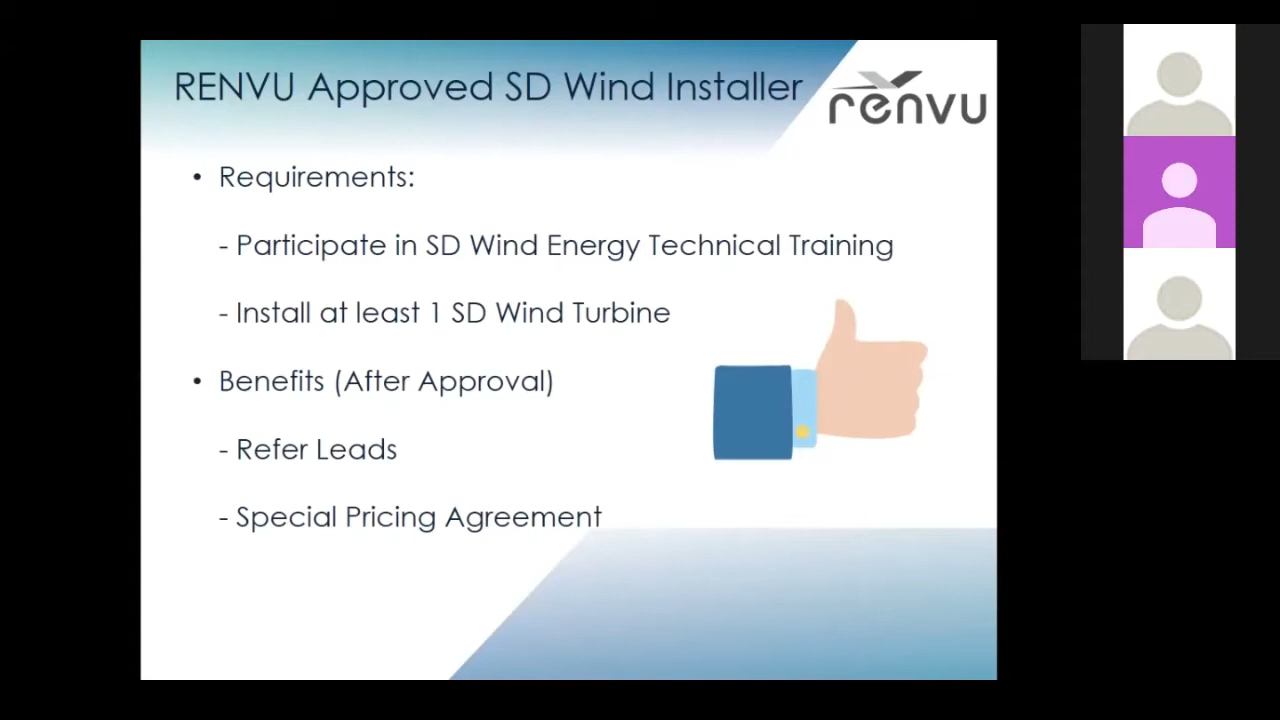 RENVU Approved SD Wind Installer
renvu
• Requirements:
- Participate in SD Wind Energy Technical Training
- Install at least 1 SD Wind Turbine
• Benefits (After Approval)
- Refer Leads
- Special Pricing Agreement